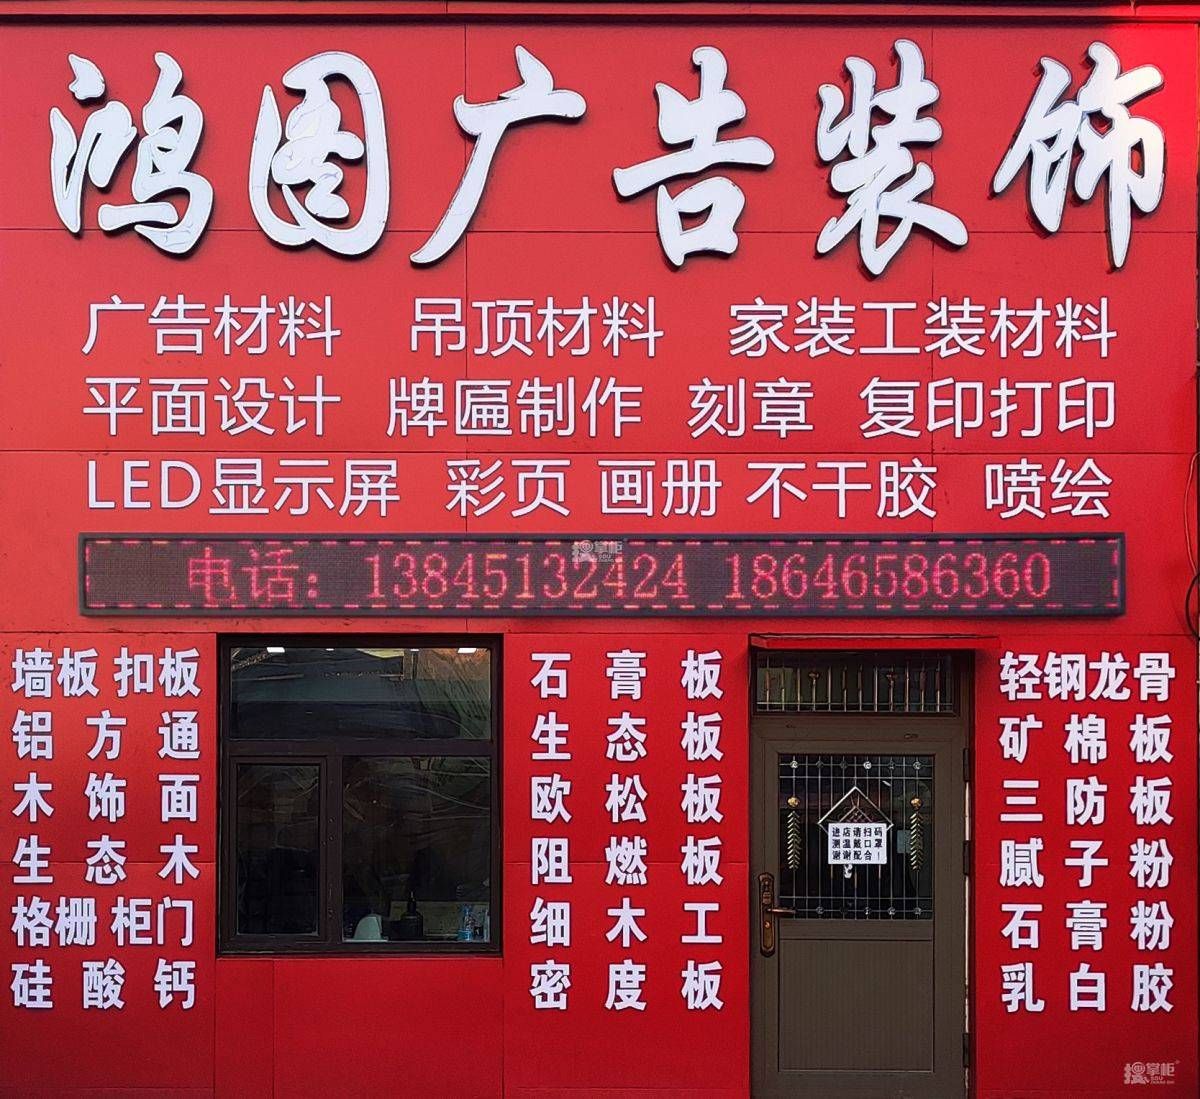 鸿图广告装饰
广告材料 吊顶材料 家装工装材料
平面设计 牌匾制作 刻章 复印打印
LED显示屏 彩页 画册 不干胶 喷绘
电话：13845132424 18646586360
墙板 扣板
铝方通
木饰面
生态木
格栅 柜门
硅酸钙
石膏板
生态板
欧松板
阻燃板
细木工
密度板
进店请扫码
测温戴口罩
谢谢配合！
轻钢龙骨
矿棉板
三防板
腻子粉
石膏粉
乳白胶
搜掌柜